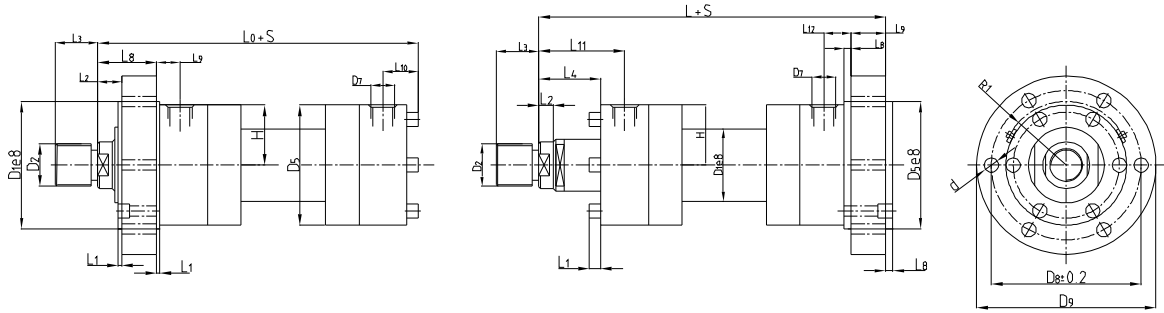 L3
L0+S
L8
L9
L2
L10
D7
H
D1e8
D2
D5
L1
L1
L+S
L3
L11
L12
L9
L8
L4
D7
L2
H
D2
D1e8
D5e8
L1
L8
R1
d
D8±0.2
D9